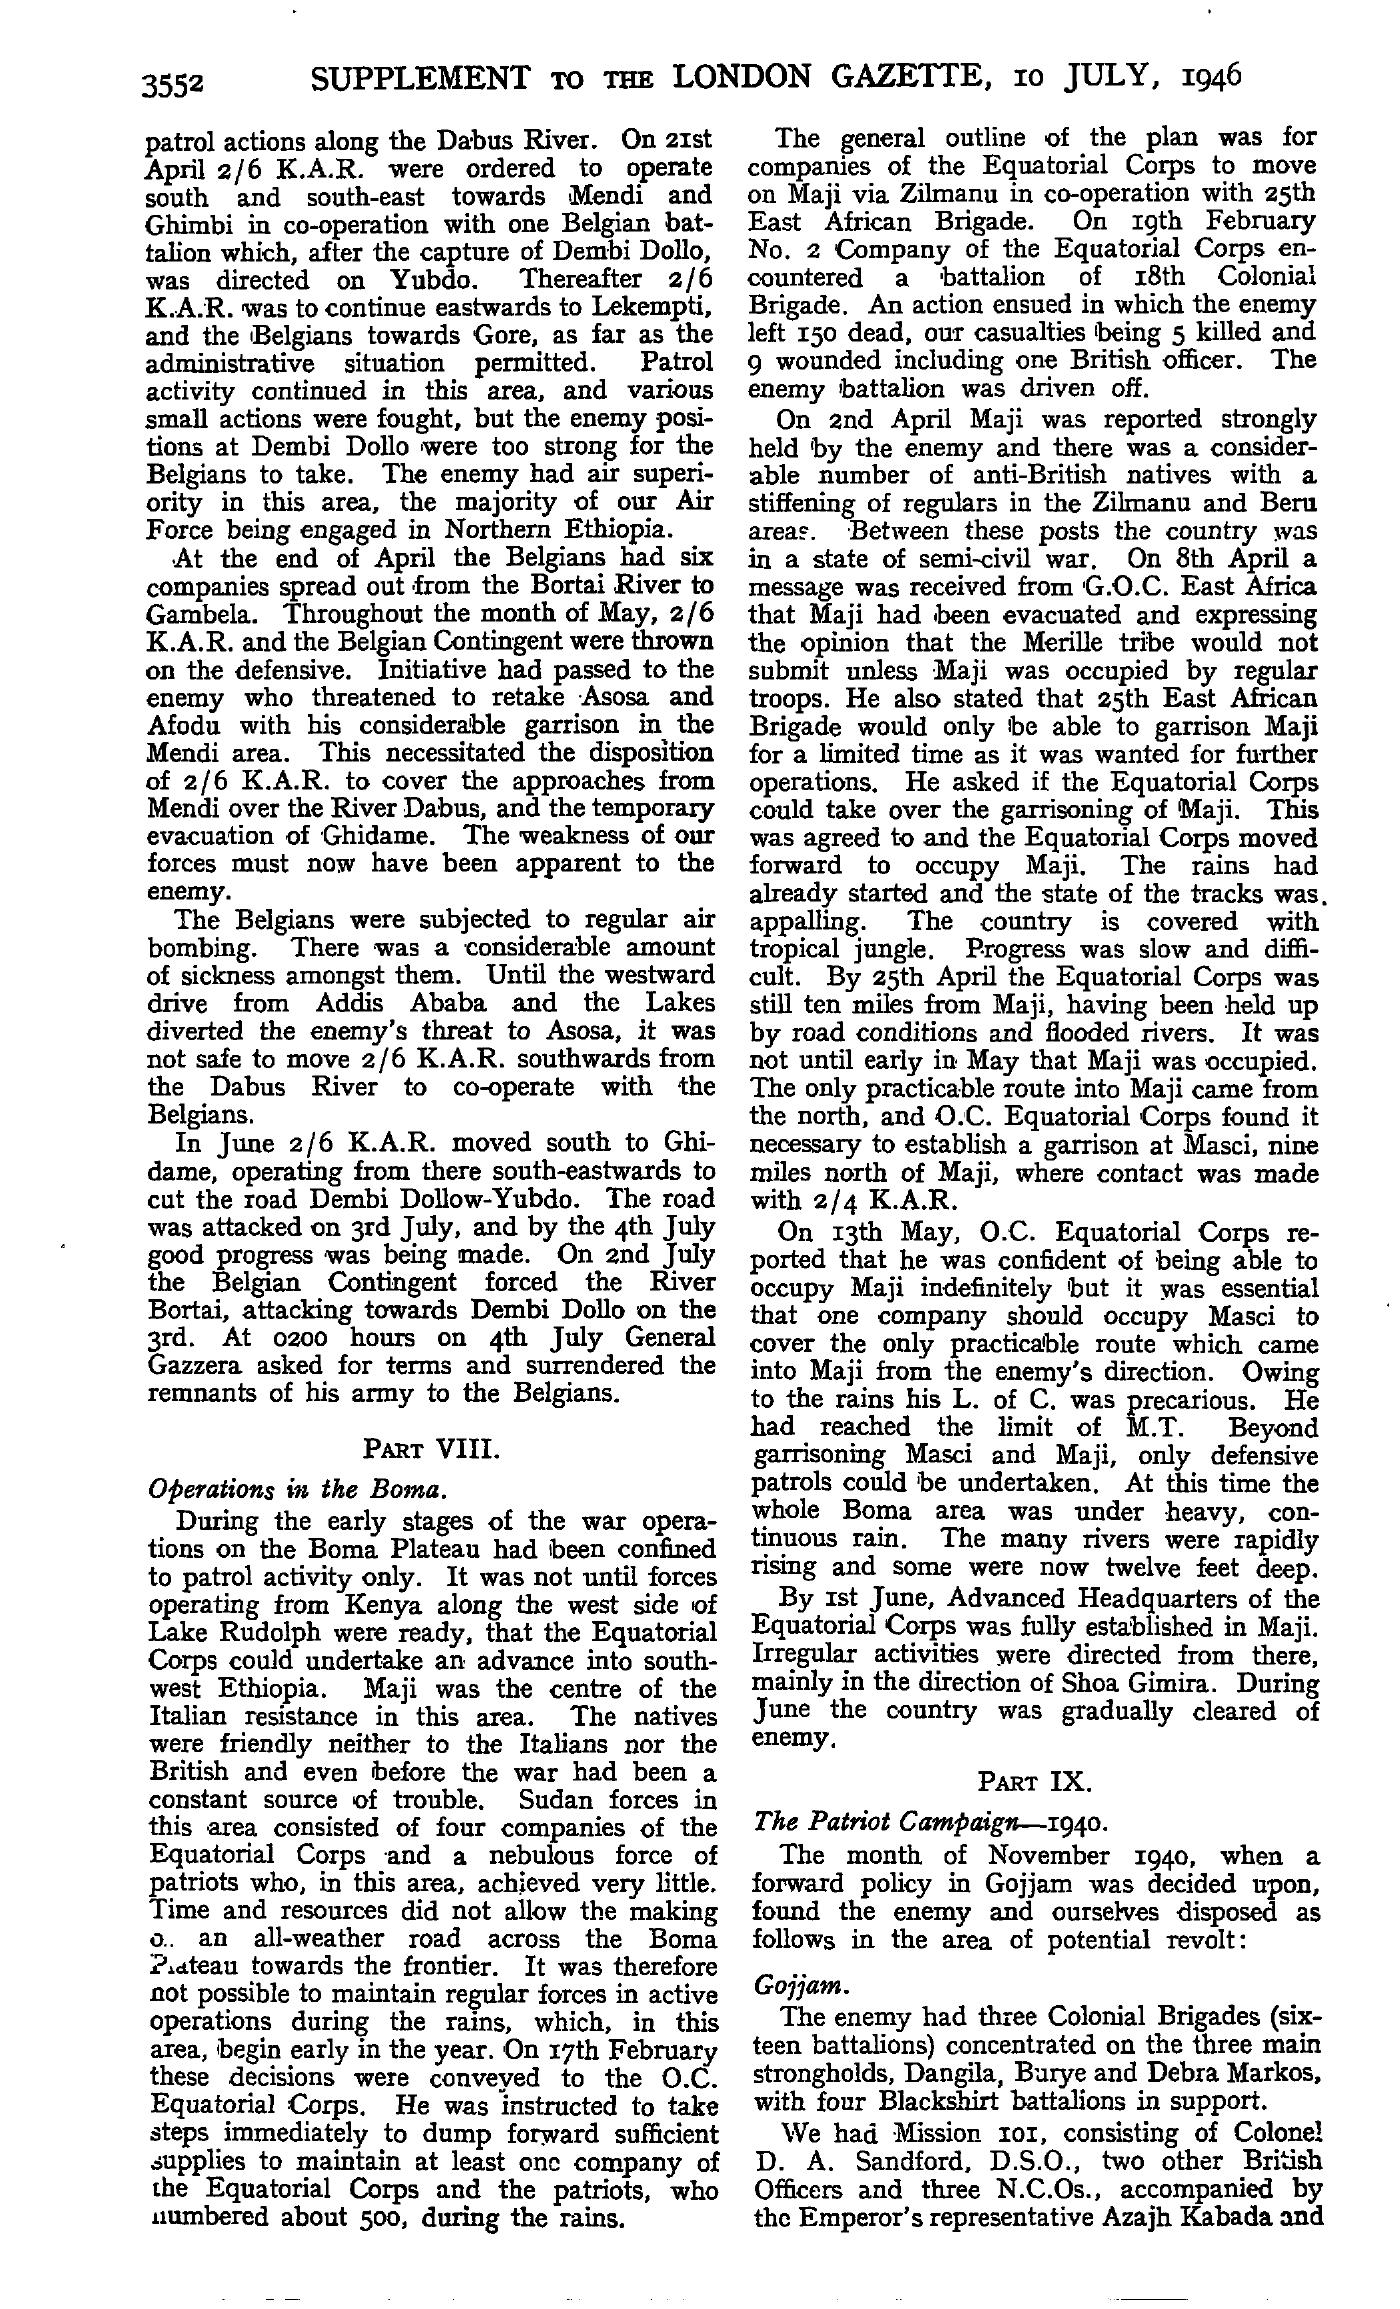 3552 SUPPLEMENT TO THE LONDON GAZETTE, 10 JULY, 1946
patrol actions along the Dabus River. On 21st
April 2/6 K.A.R. were ordered to operate
south and south-east towards Mendi and
Ghimbi in co-operation with one Belgian bat-
talion which, after the capture of Dembi Dollo,
was directed on Yubdo. Thereafter 2/6
K.A.R. was to continue eastwards to Lekempti,
and the Belgians towards Gore, as far as the
administrative situation permitted. Patrol
activity continued in this area, and various
small actions were fought, but the enemy posi-
tions at Dembi Dollo were too strong for the
Belgians to take. The enemy had air superi-
ority in this area, the majority of our Air
Force being engaged in Northern Ethiopia.
At the end of April the Belgians had six
companies spread out from the Bortai River to
Gambela. Throughout the month of May, 2/6
K.A.R. and the Belgian Contingent were thrown
on the defensive. Initiative had passed to the
enemy who threatened to retake Asosa and
Afodu with his considerable garrison in the
Mendi area. This necessitated the disposition
of 2/6 K.A.R. to cover the approaches from
Mendi over the River Dabus, and the temporary
evacuation of Ghidame. The weakness of our
forces must now have been apparent to the
enemy.
The Belgians were subjected to regular air
bombing. There was a considerable amount
of sickness amongst them. Until the westward
drive from Addis Ababa and the Lakes
diverted the enemy's threat to Asosa, it was
not safe to move 2/6 K.A.R. southwards from
the Dabus River to co-operate with the
Belgians.
In June 2/6 K.A.R. moved south to Ghi-
dame, operating from there south-eastwards to
cut the road Dembi Dollow-Yubdo. The road
was attacked on 3rd July, and by the 4th July
good progress was being made. On 2nd July
the Belgian Contingent forced the River
Bortai, attacking towards Dembi Dollo on the
3rd. At 0200 hours on 4th July General
Gazzera asked for terms and surrendered the
remnants of his army to the Belgians.
PART VIII.
Operations in the Boma.
During the early stages of the war opera-
tions on the Boma Plateau had been confined
to patrol activity only. It was not until forces
operating from Kenya along the west side of
Lake Rudolph were ready, that the Equatorial
Corps could undertake an advance into south-
west Ethiopia. Maji was the centre of the
Italian resistance in this area. The natives
were friendly neither to the Italians nor the
British and even before the war had been a
constant source of trouble. Sudan forces in
this area consisted of four companies of the
Equatorial Corps and a nebulous force of
patriots who, in this area, achieved very little.
Time and resources did not allow the making
o.. an all-weather road across the Boma
Plateau towards the frontier. It was therefore
not possible to maintain regular forces in active
operations during the rains, which, in this
area, begin early in the year. On 17th February
these decisions were conveyed to the O.C.
Equatorial Corps. He was instructed to take
steps immediately to dump forward sufficient
supplies to maintain at least one company of
the Equatorial Corps and the patriots, who
numbered about 500, during the rains.
The general outline of the plan was for
companies of the Equatorial Corps to move
on Maji via Zilmanu in co-operation with 25th
East African Brigade. On 19th February
No. 2 Company of the Equatorial Corps en-
countered a battalion of 18th Colonial
Brigade. An action ensued in which the enemy
left 150 dead, our casualties being 5 killed and
9 wounded including one British officer. The
enemy battalion was driven off.
On 2nd April Maji was reported strongly
held by the enemy and there was a consider-
able number of anti-British natives with a
stiffening of regulars in the Zilmanu and Beru
areas. Between these posts the country was
in a state of semi-civil war. On 8th April a
message was received from G.O.C. East Africa
that Maji had been evacuated and expressing
the opinion that the Merille tribe would not
submit unless Maji was occupied by regular
troops. He also stated that 25th East African
Brigade would only be able to garrison Maji
for a limited time as it was wanted for further
operations. He asked if the Equatorial Corps
could take over the garrisoning of Maji. This
was agreed to and the Equatorial Corps moved
forward to occupy Maji. The rains had
already started and the state of the tracks was
appalling. The country is covered with
tropical jungle. Progress was slow and diffi-
cult. By 25th April the Equatorial Corps was
still ten miles from Maji, having been held up
by road conditions and flooded rivers. It was
not until early in May that Maji was occupied.
The only practicable route into Maji came from
the north, and O.C. Equatorial Corps found it
necessary to establish a garrison at Masci, nine
miles north of Maji, where contact was made
with 2/4 K.A.R.
On 13th May, O.C. Equatorial Corps re-
ported that he was confident of being able to
occupy Maji indefinitely but it was essential
that one company should occupy Masci to
cover the only practicable route which came
into Maji from the enemy's direction. Owing
to the rains his L. of C. was precarious. He
had reached the limit of M.T. Beyond
garrisoning Masci and Maji, only defensive
patrols could be undertaken. At this time the
whole Boma area was under heavy, con-
tinuous rain. The many rivers were rapidly
rising and some were now twelve feet deep.
By 1st June, Advanced Headquarters of the
Equatorial Corps was fully established in Maji.
Irregular activities were directed from there,
mainly in the direction of Shoa Gimira. During
June the country was gradually cleared of
enemy.
PART IX.
The Patriot Campaign—1940.
The month of November 1940, when a
forward policy in Gojjam was decided upon,
found the enemy and ourselves disposed as
follows in the area of potential revolt:
Gojjam.
The enemy had three Colonial Brigades (six-
teen battalions) concentrated on the three main
strongholds, Dangila, Burye and Debra Markos,
with four Blackshirt battalions in support.
We had Mission 101, consisting of Colonel
D. A. Sandford, D.S.O., two other British
Officers and three N.C.Os., accompanied by
the Emperor's representative Azajh Kabada and